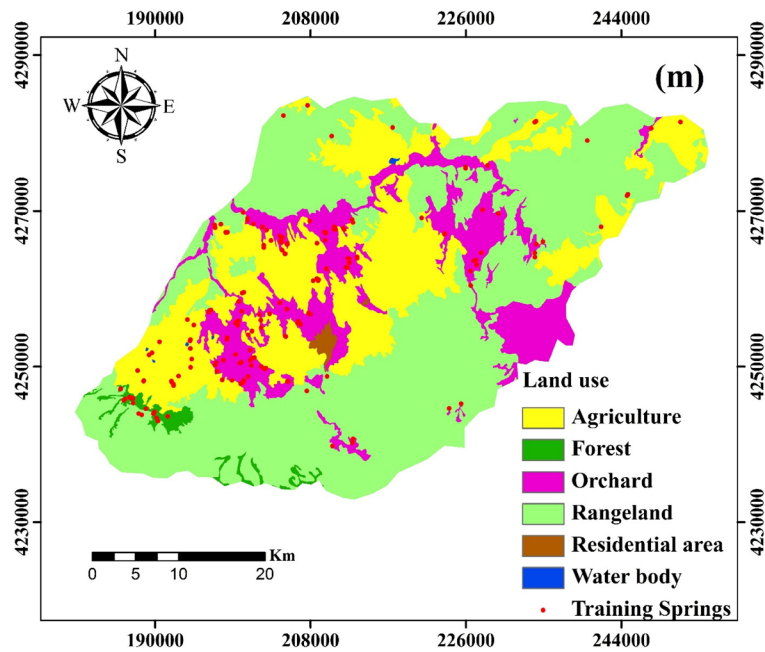 190000 208000 226000 244000
4290000 4290000
(m)
N
W E
S
4270000 4270000
4250000 4250000
Land use
Agriculture
Forest
Orchard
Rangeland
Residential area
Water body
Training Springs
4230000 4230000
Km
0 5 10 20
190000 208000 226000 244000